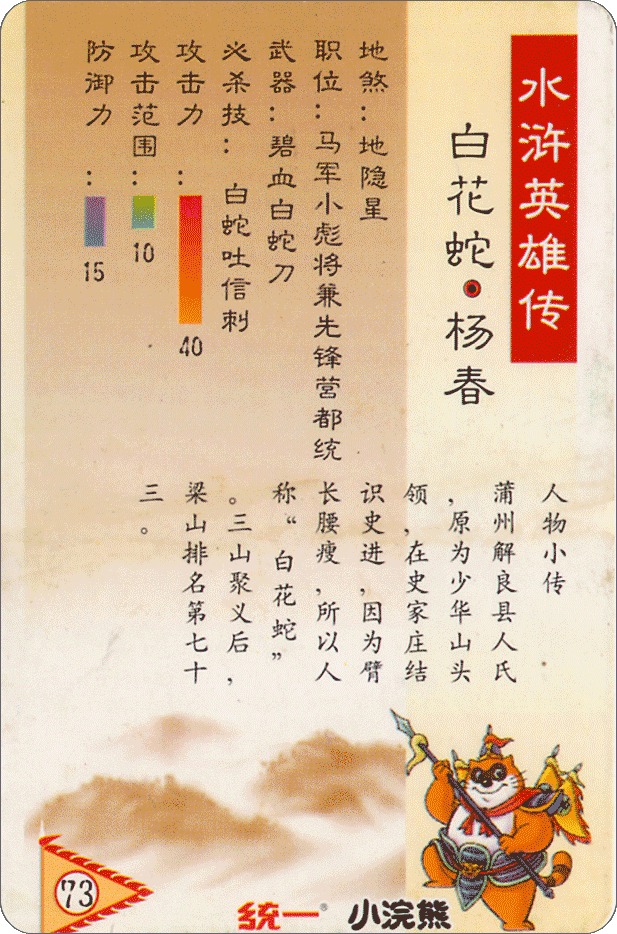 水浒英雄传
白花蛇·杨春
地煞：地隐星
职位：马军小彪将兼先锋营都统
武器：碧血白蛇刀
必杀技：白蛇吐信刺
攻击力：40
攻击范围：10
防御力：15
人物小传
蒲州解良县人氏
，原为少华山头
领，在史家庄结
识史进，因为臂
长腰瘦，所以人
称“白花蛇”
。三山聚义后，
梁山排名第七十
三。
73
统一®
小浣熊